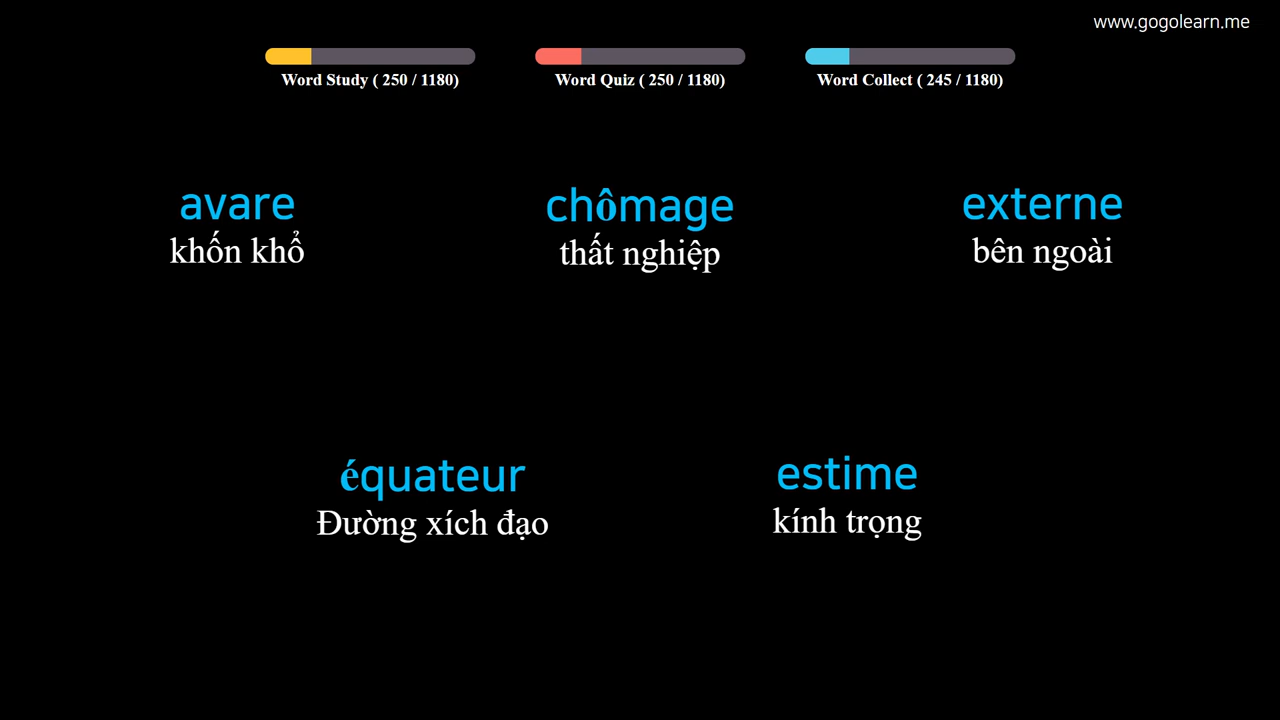 www.gogolearn.me
Word Study ( 250 / 1180)
Word Quiz ( 250 / 1180)
Word Collect ( 245 / 1180)
avare
khốn khổ
chômage
thất nghiệp
externe
bên ngoài
équateur
Đường xích đạo
estime
kính trọng